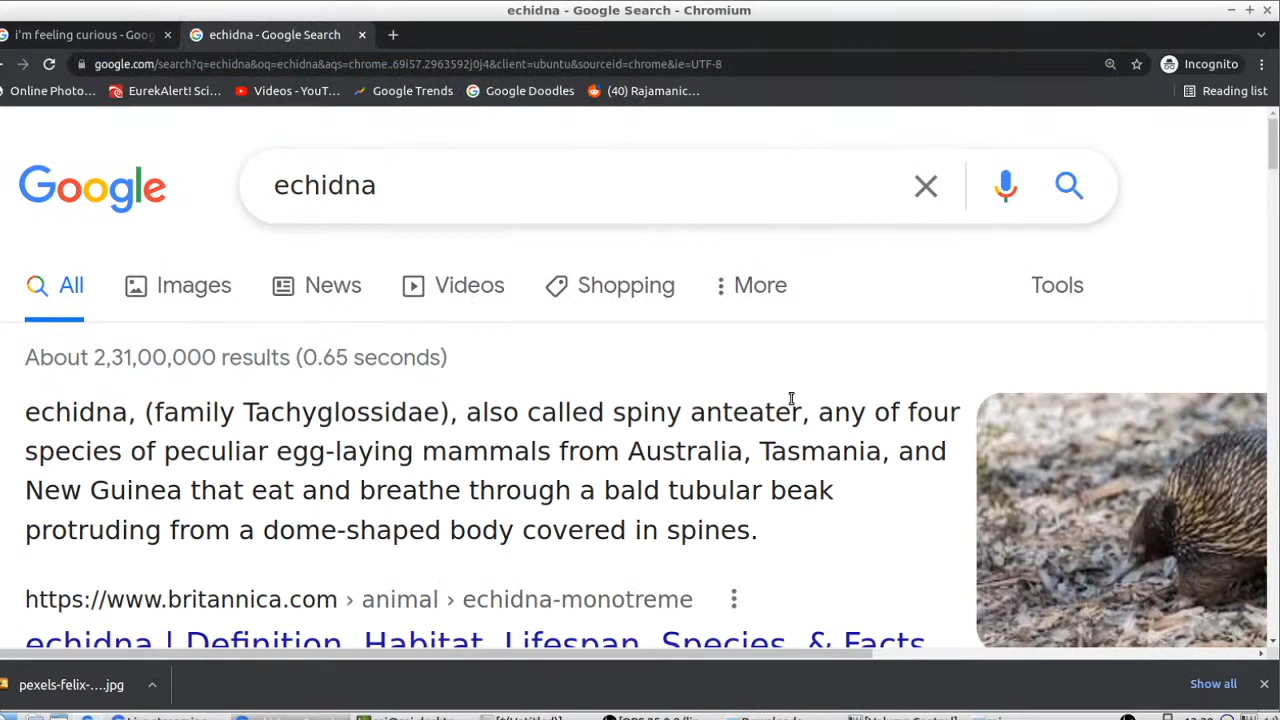 echidna - Google Search - Chromium
i'm feeling curious - Goog
echidna - Google Search
google.com/search?q=echidna&oq=echidna&aqs=chrome..69i57.2963592j0j4&client=ubuntu&sourceid=chrome&ie=UTF-8
Incognito
Online Photo... EurekAlert! Sci... Videos - YouT... Google Trends Google Doodles (40) Rajamanic... Reading list
Google
echidna
All Images News Videos Shopping More Tools
About 2,31,00,000 results (0.65 seconds)
echidna, (family Tachyglossidae), also called spiny anteater, any of four
species of peculiar egg-laying mammals from Australia, Tasmania, and
New Guinea that eat and breathe through a bald tubular beak
protruding from a dome-shaped body covered in spines.
https://www.britannica.com › animal › echidna-monotreme
echidna | Definition, Habitat, Lifespan, Species, & Facts
pexels-felix-....jpg
Show all